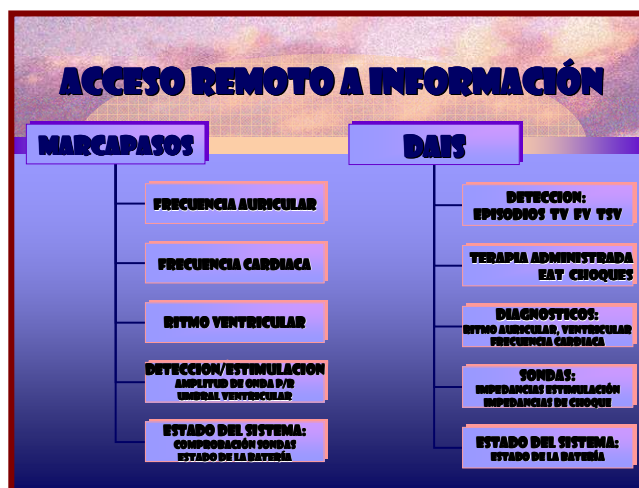 ACCESO REMOTO A INFORMACIÓN
MARCAPASOS
FRECUENCIA AURICULAR
FRECUENCIA CARDIACA
RITMO VENTRICULAR
DETECCION/ESTIMULACION
AMPLITUD DE ONDA P/R
UMBRAL VENTRICULAR
ESTADO DEL SISTEMA:
COMPROBACIÓN SONDAS
ESTADO DE LA BATERÍA
DAIS
DETECCION:
EPISODIOS TV FV TSV
TERAPIA ADMINISTRADA
EAT CHOQUES
DIAGNOSTICOS:
RITMO AURICULAR, VENTRICULAR
FRECUENCIA CARDIACA
SONDAS:
IMPEDANCIAS ESTIMULACIÓN
IMPEDANCIAS DE CHOQUE
ESTADO DEL SISTEMA:
ESTADO DE LA BATERÍA